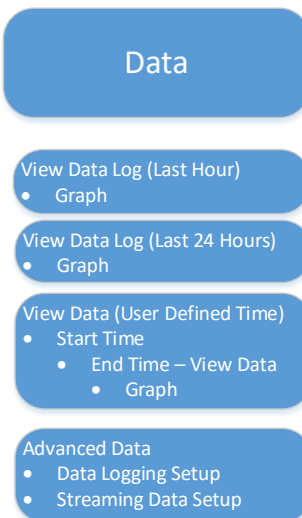 Data
View Data Log (Last Hour)
• Graph
View Data Log (Last 24 Hours)
• Graph
View Data (User Defined Time)
• Start Time
• End Time – View Data
• Graph
Advanced Data
• Data Logging Setup
• Streaming Data Setup